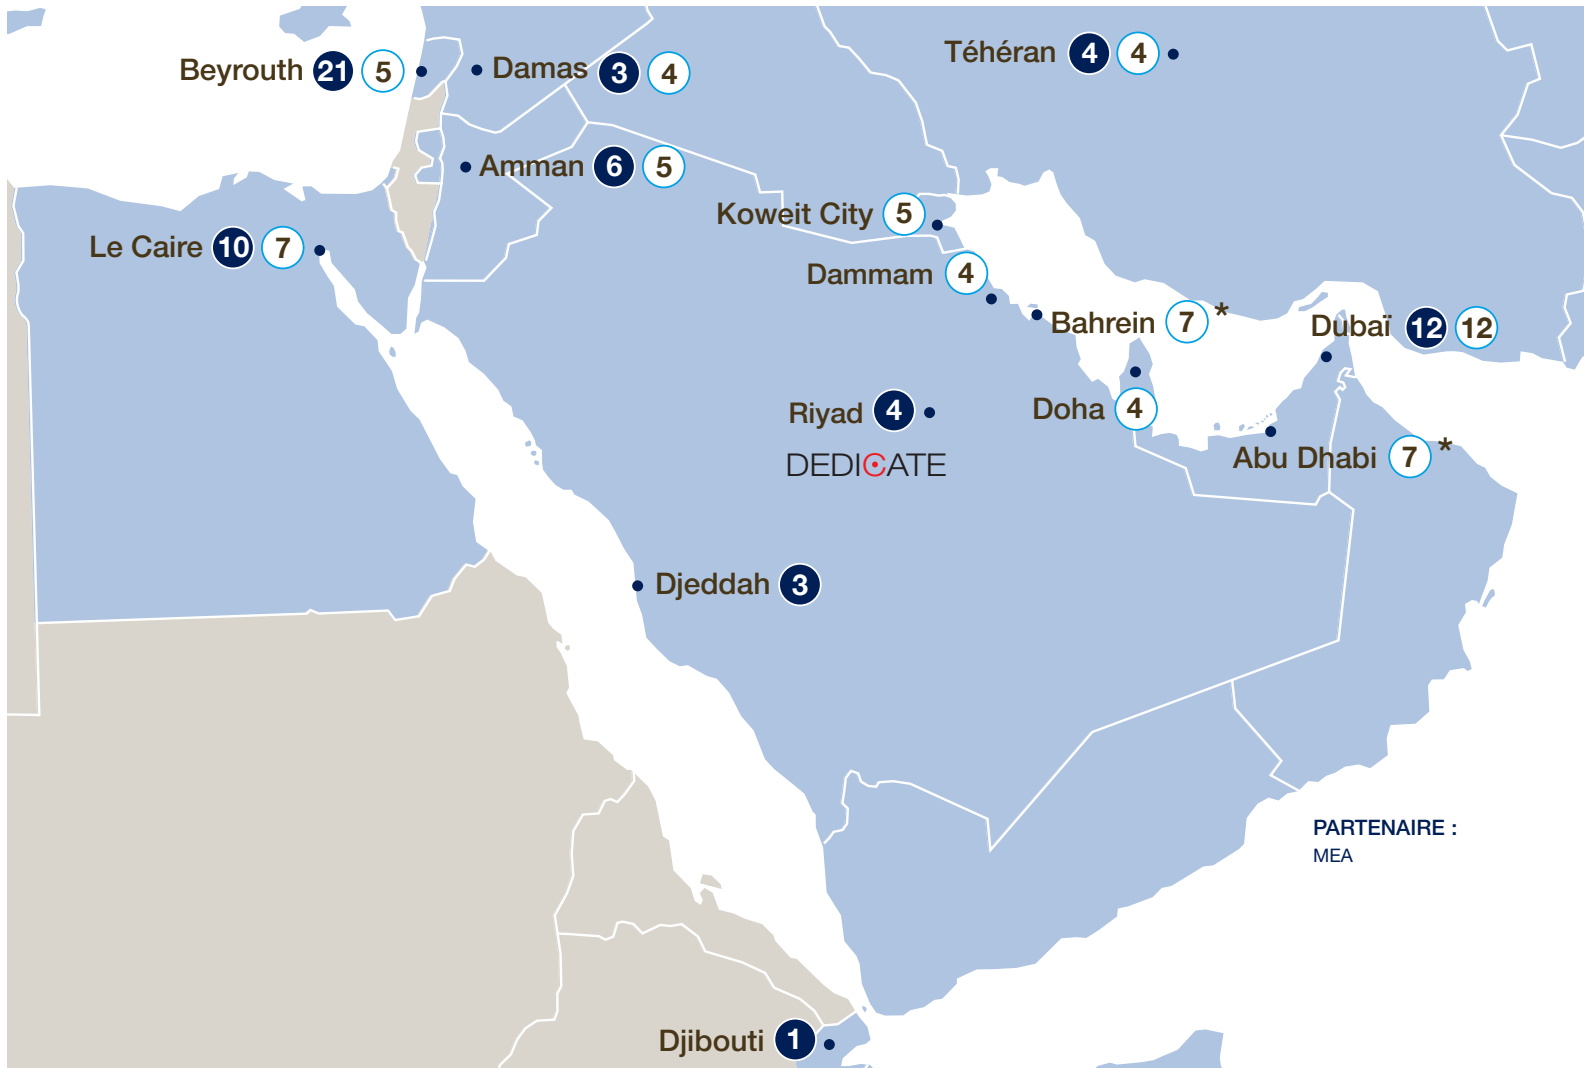 Téhéran 4 4
Beyrouth 21 5
Damas 3 4
Amman 6 5
Koweit City 5
Le Caire 10 7
Dammam 4
Bahrein 7 *
Dubaï 12 12
Riyad 4
DEDICATE
Doha 4
Abu Dhabi 7 *
Djeddah 3
PARTENAIRE :
MEA
Djibouti 1